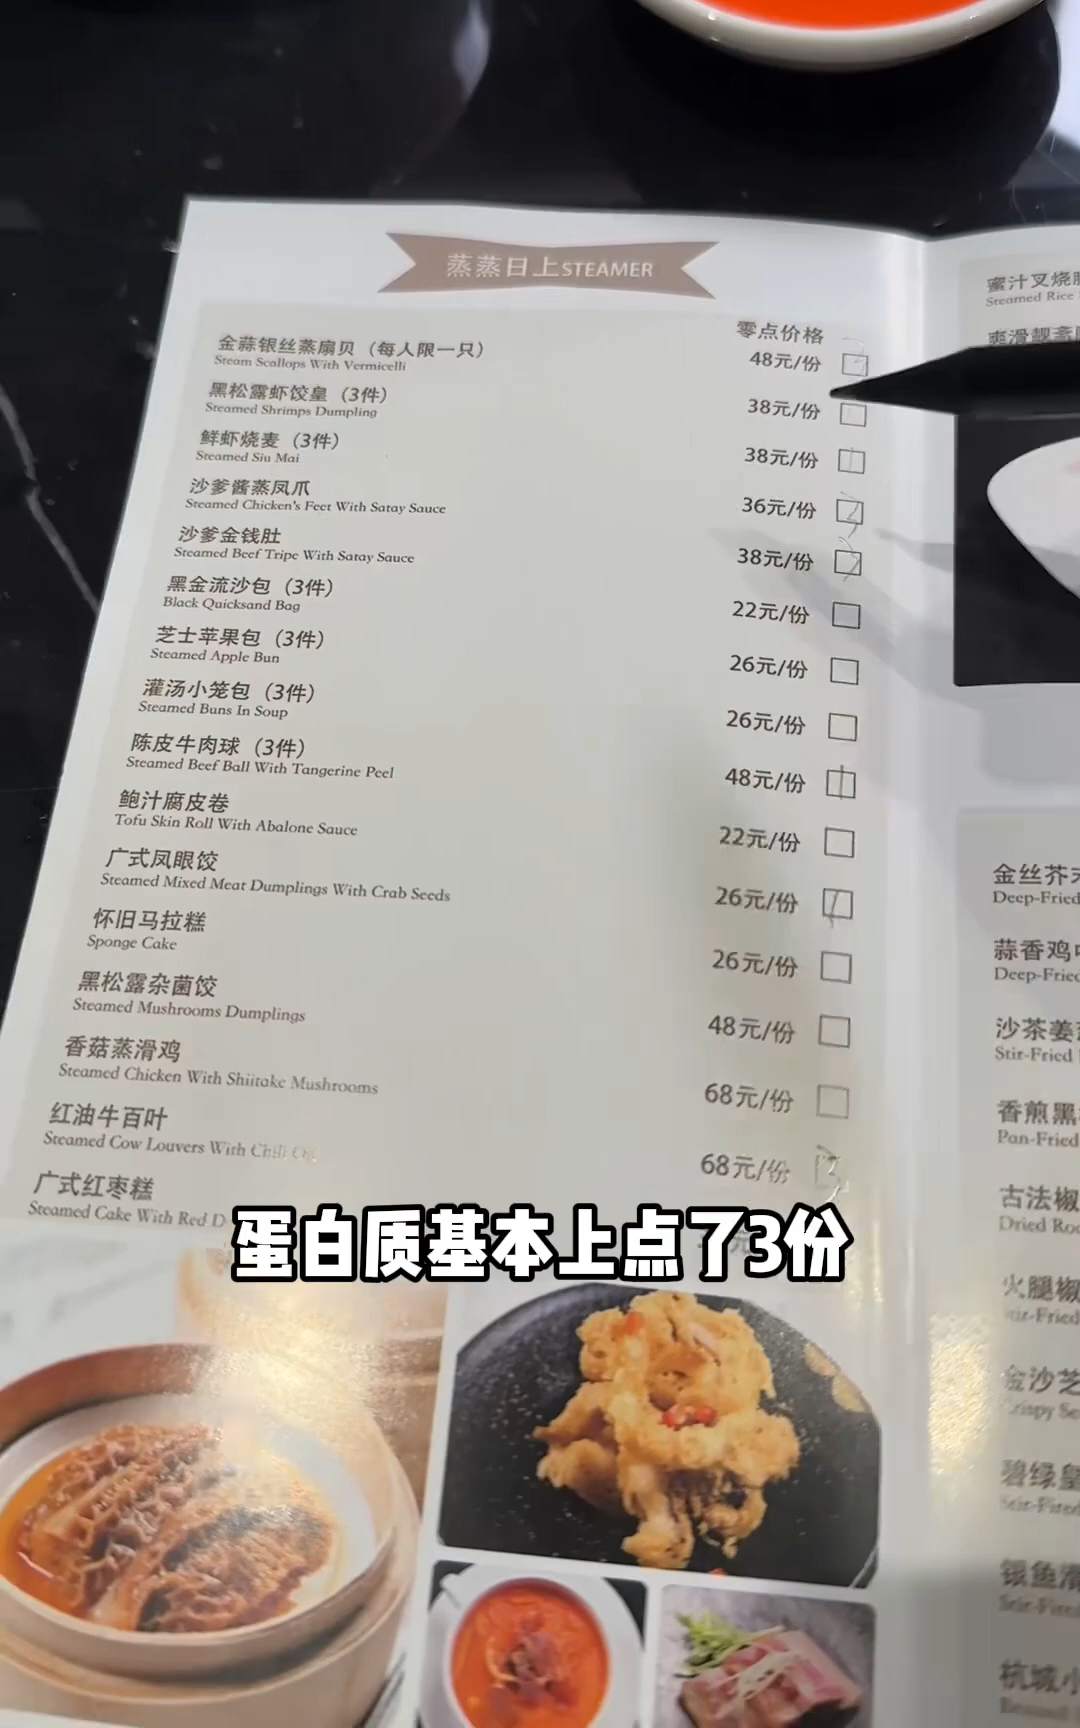 蒸蒸日上STEAMER
零点价格
金蒜银丝蒸扇贝（每人限一只） 48元/份
Steam Scallops With Vermicelli
黑松露虾饺皇（3件） 38元/份
Steamed Shrimps Dumpling
鲜虾烧麦（3件） 38元/份
Steamed Siu Mai
沙爹酱蒸凤爪 36元/份
Steamed Chicken's Feet With Satay Sauce
沙爹金钱肚 38元/份
Steamed Beef Tripe With Satay Sauce
黑金流沙包（3件） 22元/份
Black Quicksand Bag
芝士苹果包（3件） 26元/份
Steamed Apple Bun
灌汤小笼包（3件） 26元/份
Steamed Buns In Soup
陈皮牛肉球（3件） 48元/份
Steamed Beef Ball With Tangerine Peel
鲍汁腐皮卷 22元/份
Tofu Skin Roll With Abalone Sauce
广式凤眼饺 26元/份
Steamed Mixed Meat Dumplings With Crab Seeds
怀旧马拉糕 26元/份
Sponge Cake
黑松露杂菌饺 48元/份
Steamed Mushrooms Dumplings
香菇蒸滑鸡 68元/份
Steamed Chicken With Shiitake Mushrooms
红油牛百叶 68元/份
Steamed Cow Louvers With Chili Oil
广式红枣糕
Steamed Cake With Red D
蛋白质基本上点了3份
蜜汁叉烧
Steamed Rice
爽滑
金丝芥
Deep-Fried
蒜香鸡
Deep-Fried
沙茶姜
Stir-Fried
香煎黑
Pan-Fried
古法椒
Dried Roo
火腿椒
金沙芝
碧绿皇
银鱼
杭城小